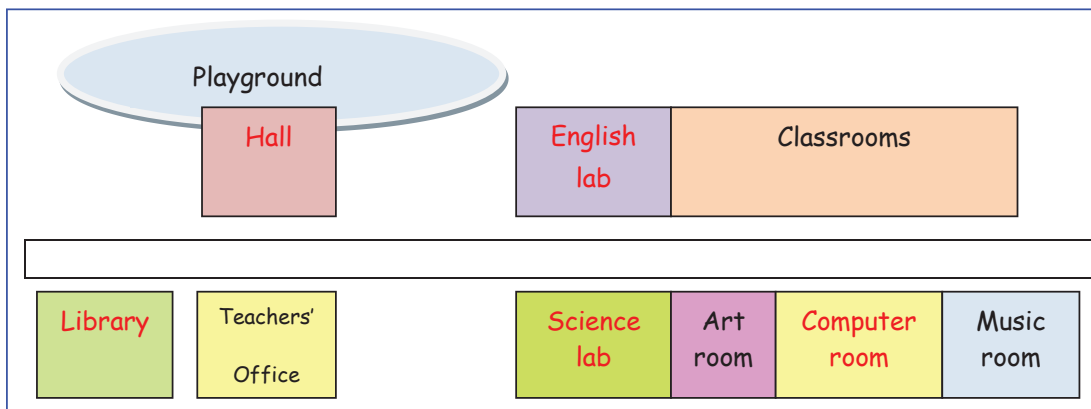 Playground
Hall
English
lab
Classrooms
Library
Teachers’
Office
Science
lab
Art
room
Computer
room
Music
room